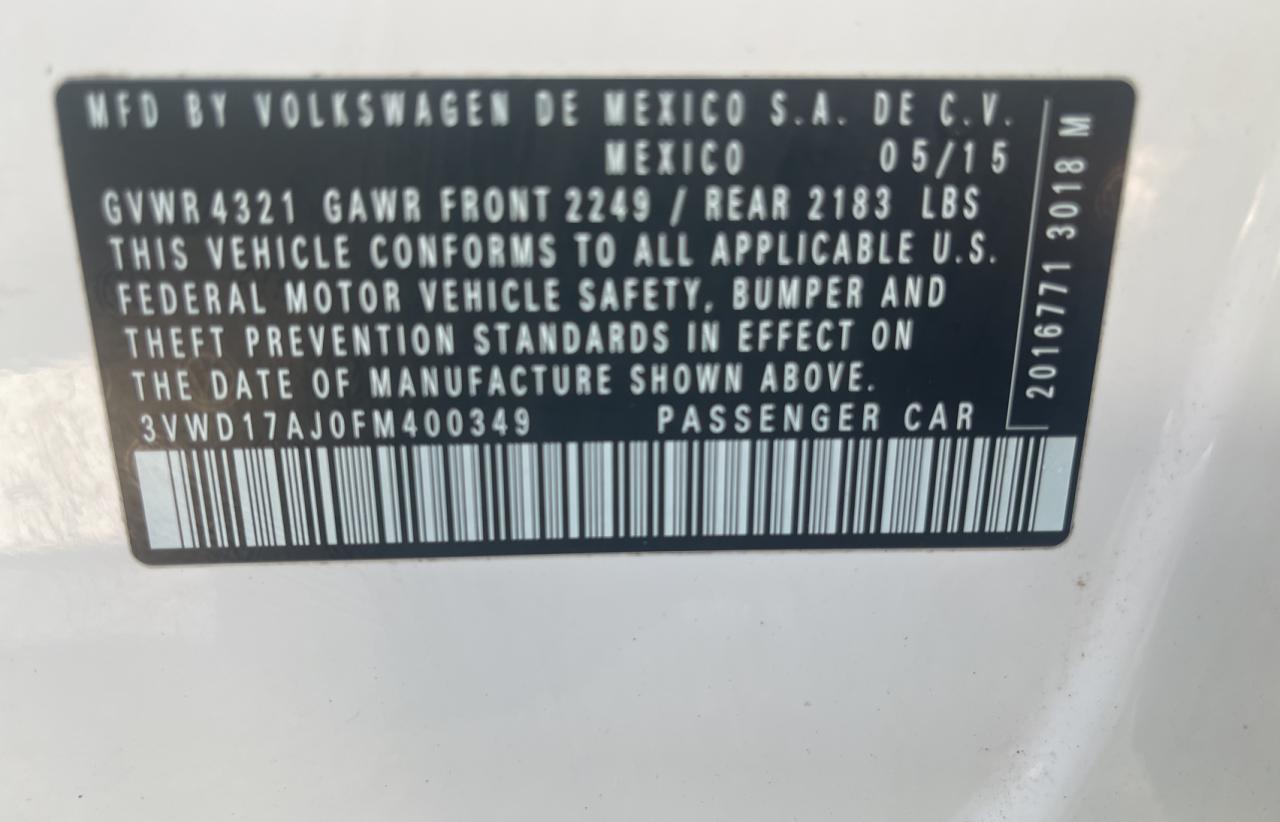 MFD BY VOLKSWAGEN DE MEXICO S.A. DE C.V.
MEXICO 05/15
GVWR 4321 GAWR FRONT 2249 / REAR 2183 LBS
THIS VEHICLE CONFORMS TO ALL APPLICABLE U.S.
FEDERAL MOTOR VEHICLE SAFETY, BUMPER AND
THEFT PREVENTION STANDARDS IN EFFECT ON
THE DATE OF MANUFACTURE SHOWN ABOVE.
3VWD17AJ0FM400349 PASSENGER CAR
2016771 3018 M